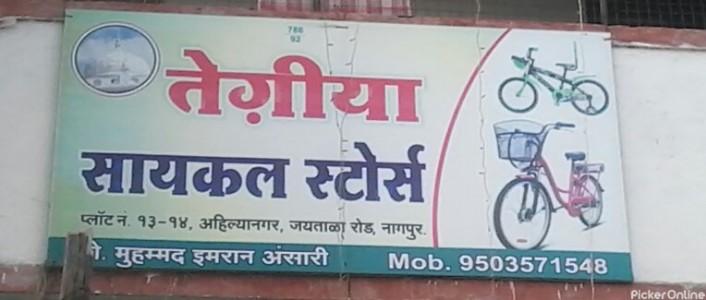 786
92
तेग़ीया
सायकल स्टोर्स
प्लॉट नं. १३-१४, अहिल्यानगर, जयताळा रोड, नागपुर.
मुहम्मद इमरान अंसारी Mob. 9503571548
PickerOnline